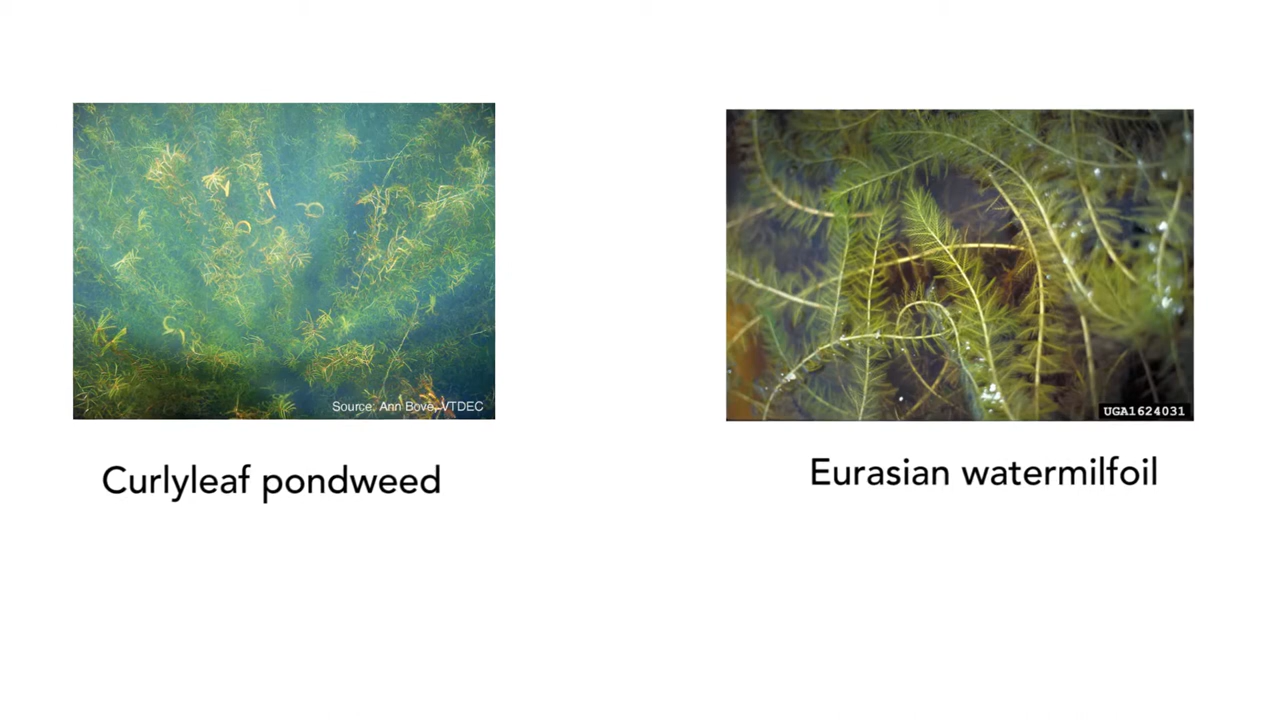 Source: Ann Bove, VTDEC
UGA1624031
Curlyleaf pondweed
Eurasian watermilfoil